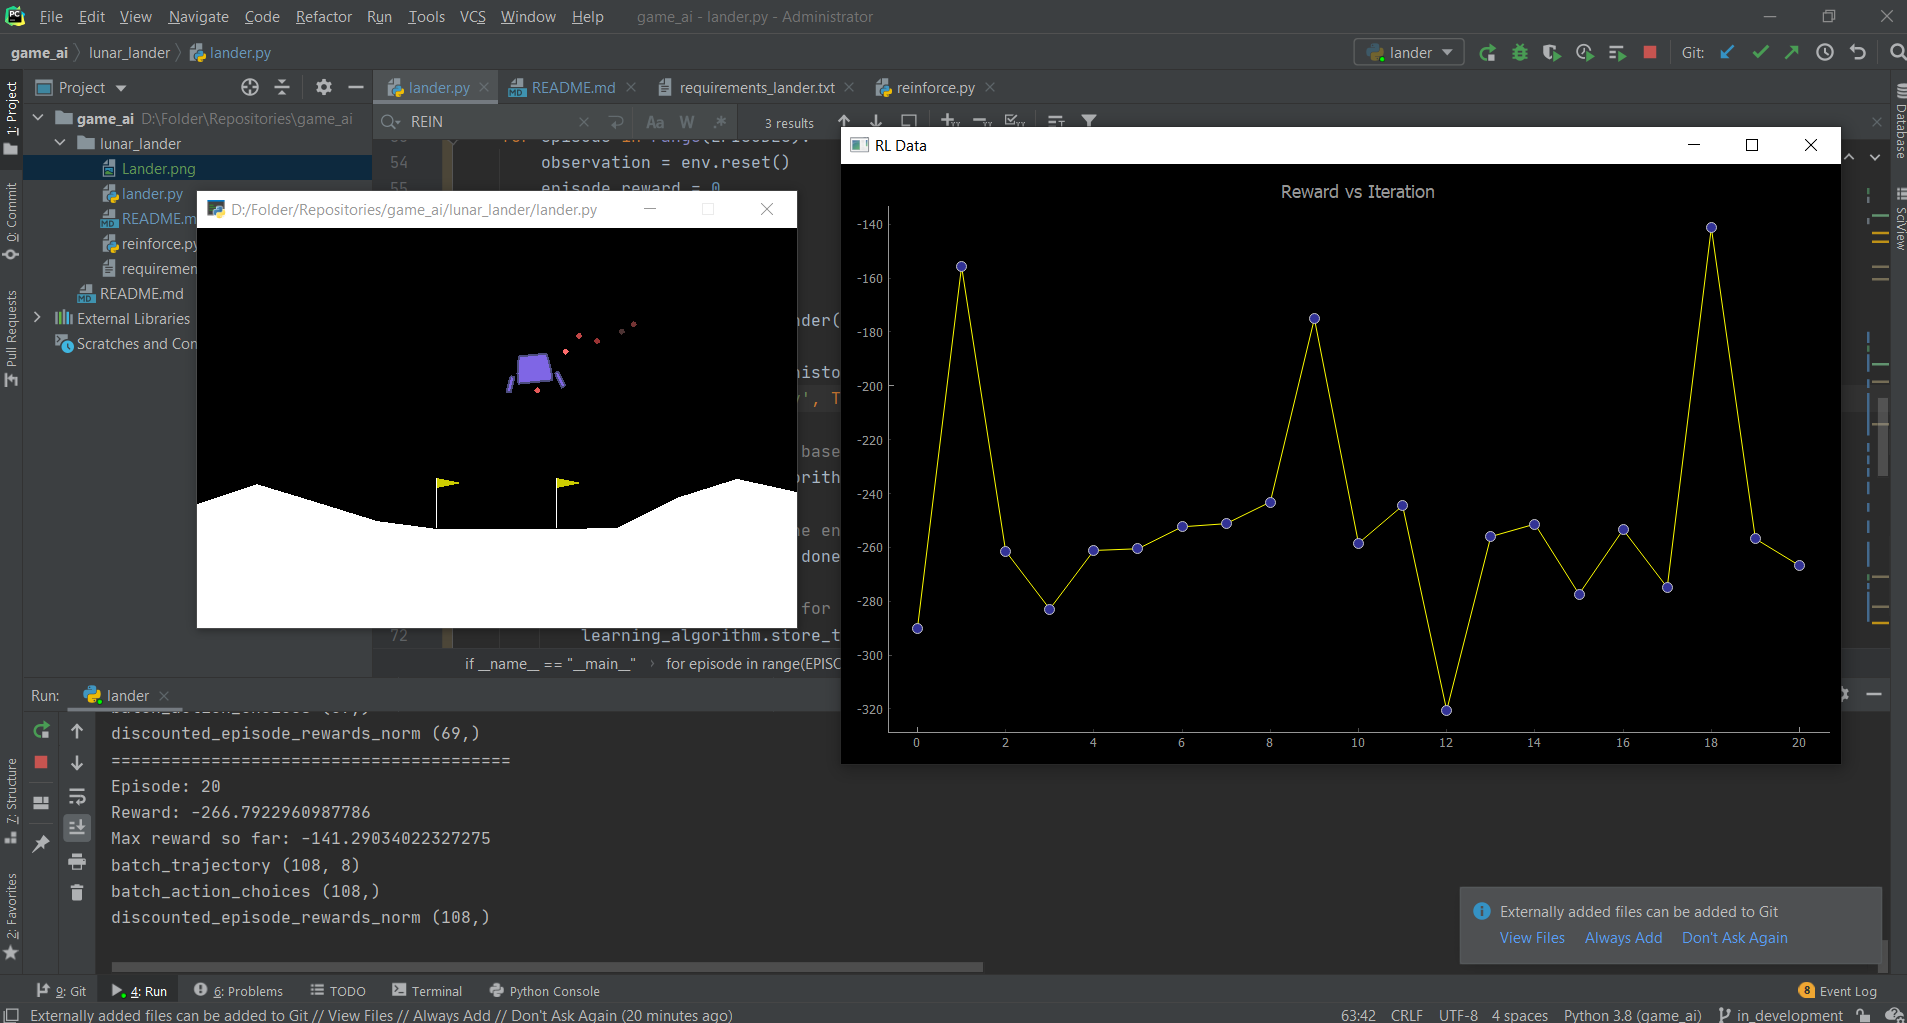 File Edit View Navigate Code Refactor Run Tools VCS Window Help game_ai - lander.py - Administrator
game_ai lunar_lander lander.py
lander Git:
1: Project
0: Commit
Pull Requests
7: Structure
2: Favorites
Project
game_ai D:\Folder\Repositories\game_ai
lunar_lander
Lander.png
lander.py
README.m
reinforce.py
requiremen
README.md
External Libraries
Scratches and Con
lander.py README.md requirements_lander.txt reinforce.py
REIN Aa W .* 3 results
54 observation = env.reset()
55 episode_reward = 0
nder(
histo
', T
base
rithm
e en
done
for
72 learning_algorithm.store_t
if __name__ == "__main__" › for episode in range(EPISC
D:/Folder/Repositories/game_ai/lunar_lander/lander.py
RL Data
Reward vs Iteration
-140
-160
-180
-200
-220
-240
-260
-280
-300
-320
0 2 4 6 8 10 12 14 16 18 20
Database
SciView
Run: lander
discounted_episode_rewards_norm (69,)
========================================
Episode: 20
Reward: -266.7922960987786
Max reward so far: -141.29034022327275
batch_trajectory (108, 8)
batch_action_choices (108,)
discounted_episode_rewards_norm (108,)
Externally added files can be added to Git
View Files Always Add Don't Ask Again
9: Git 4: Run 6: Problems TODO Terminal Python Console 8 Event Log
Externally added files can be added to Git // View Files // Always Add // Don't Ask Again (20 minutes ago) 63:42 CRLF UTF-8 4 spaces Python 3.8 (game_ai) in_development